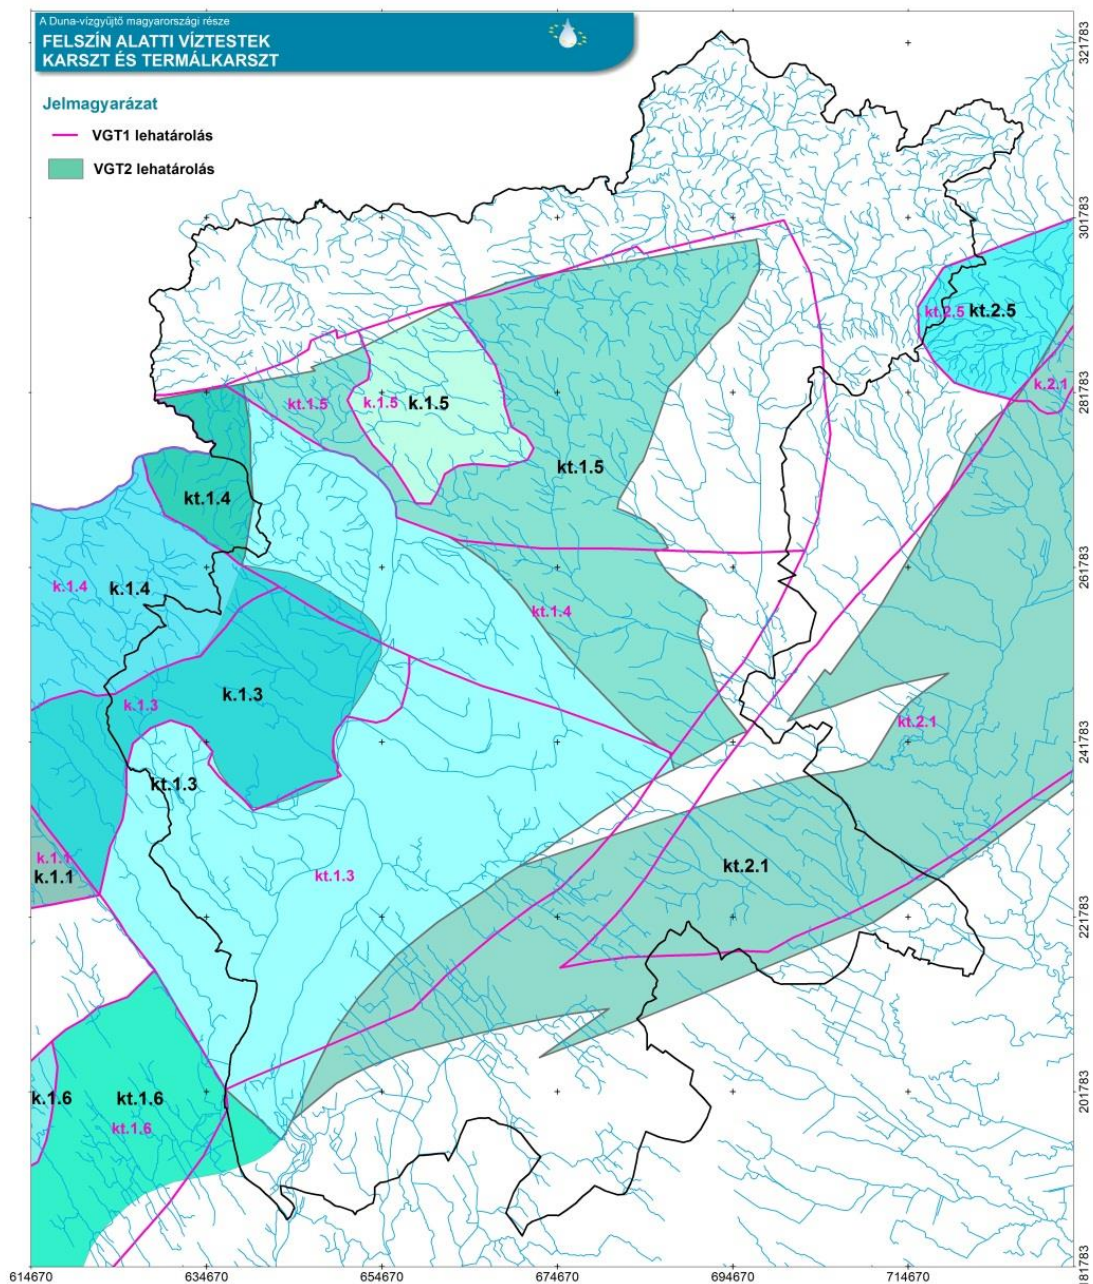 A Duna-vízgyűjtő magyarországi része
FELSZÍN ALATTI VÍZTESTEK
KARSZT ÉS TERMÁLKARSZT
Jelmagyarázat
VGT1 lehatárolás
VGT2 lehatárolás
321783
301783
kt.2.5 kt.2.5
281783
k.2.1
kt.1.5 k.1.5 k.1.5
kt.1.5
kt.1.4
261783
k.1.4 k.1.4
kt.1.4
k.1.3 k.1.3
kt.2.1
241783
kt.1.3
k.1.1
k.1.1
kt.1.3
kt.2.1
221783
k.1.6 kt.1.6
kt.1.6
201783
181783
614670 634670 654670 674670 694670 714670